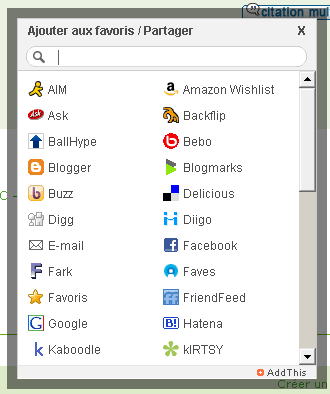 citation mul
Ajouter aux favoris / Partager X
AIM Amazon Wishlist
Ask Backflip
BallHype Bebo
Blogger Blogmarks
Buzz Delicious
Digg Diigo
E-mail Facebook
Fark Faves
Favoris FriendFeed
Google Hatena
Kaboodle kIRTSY
AddThis
Créer un